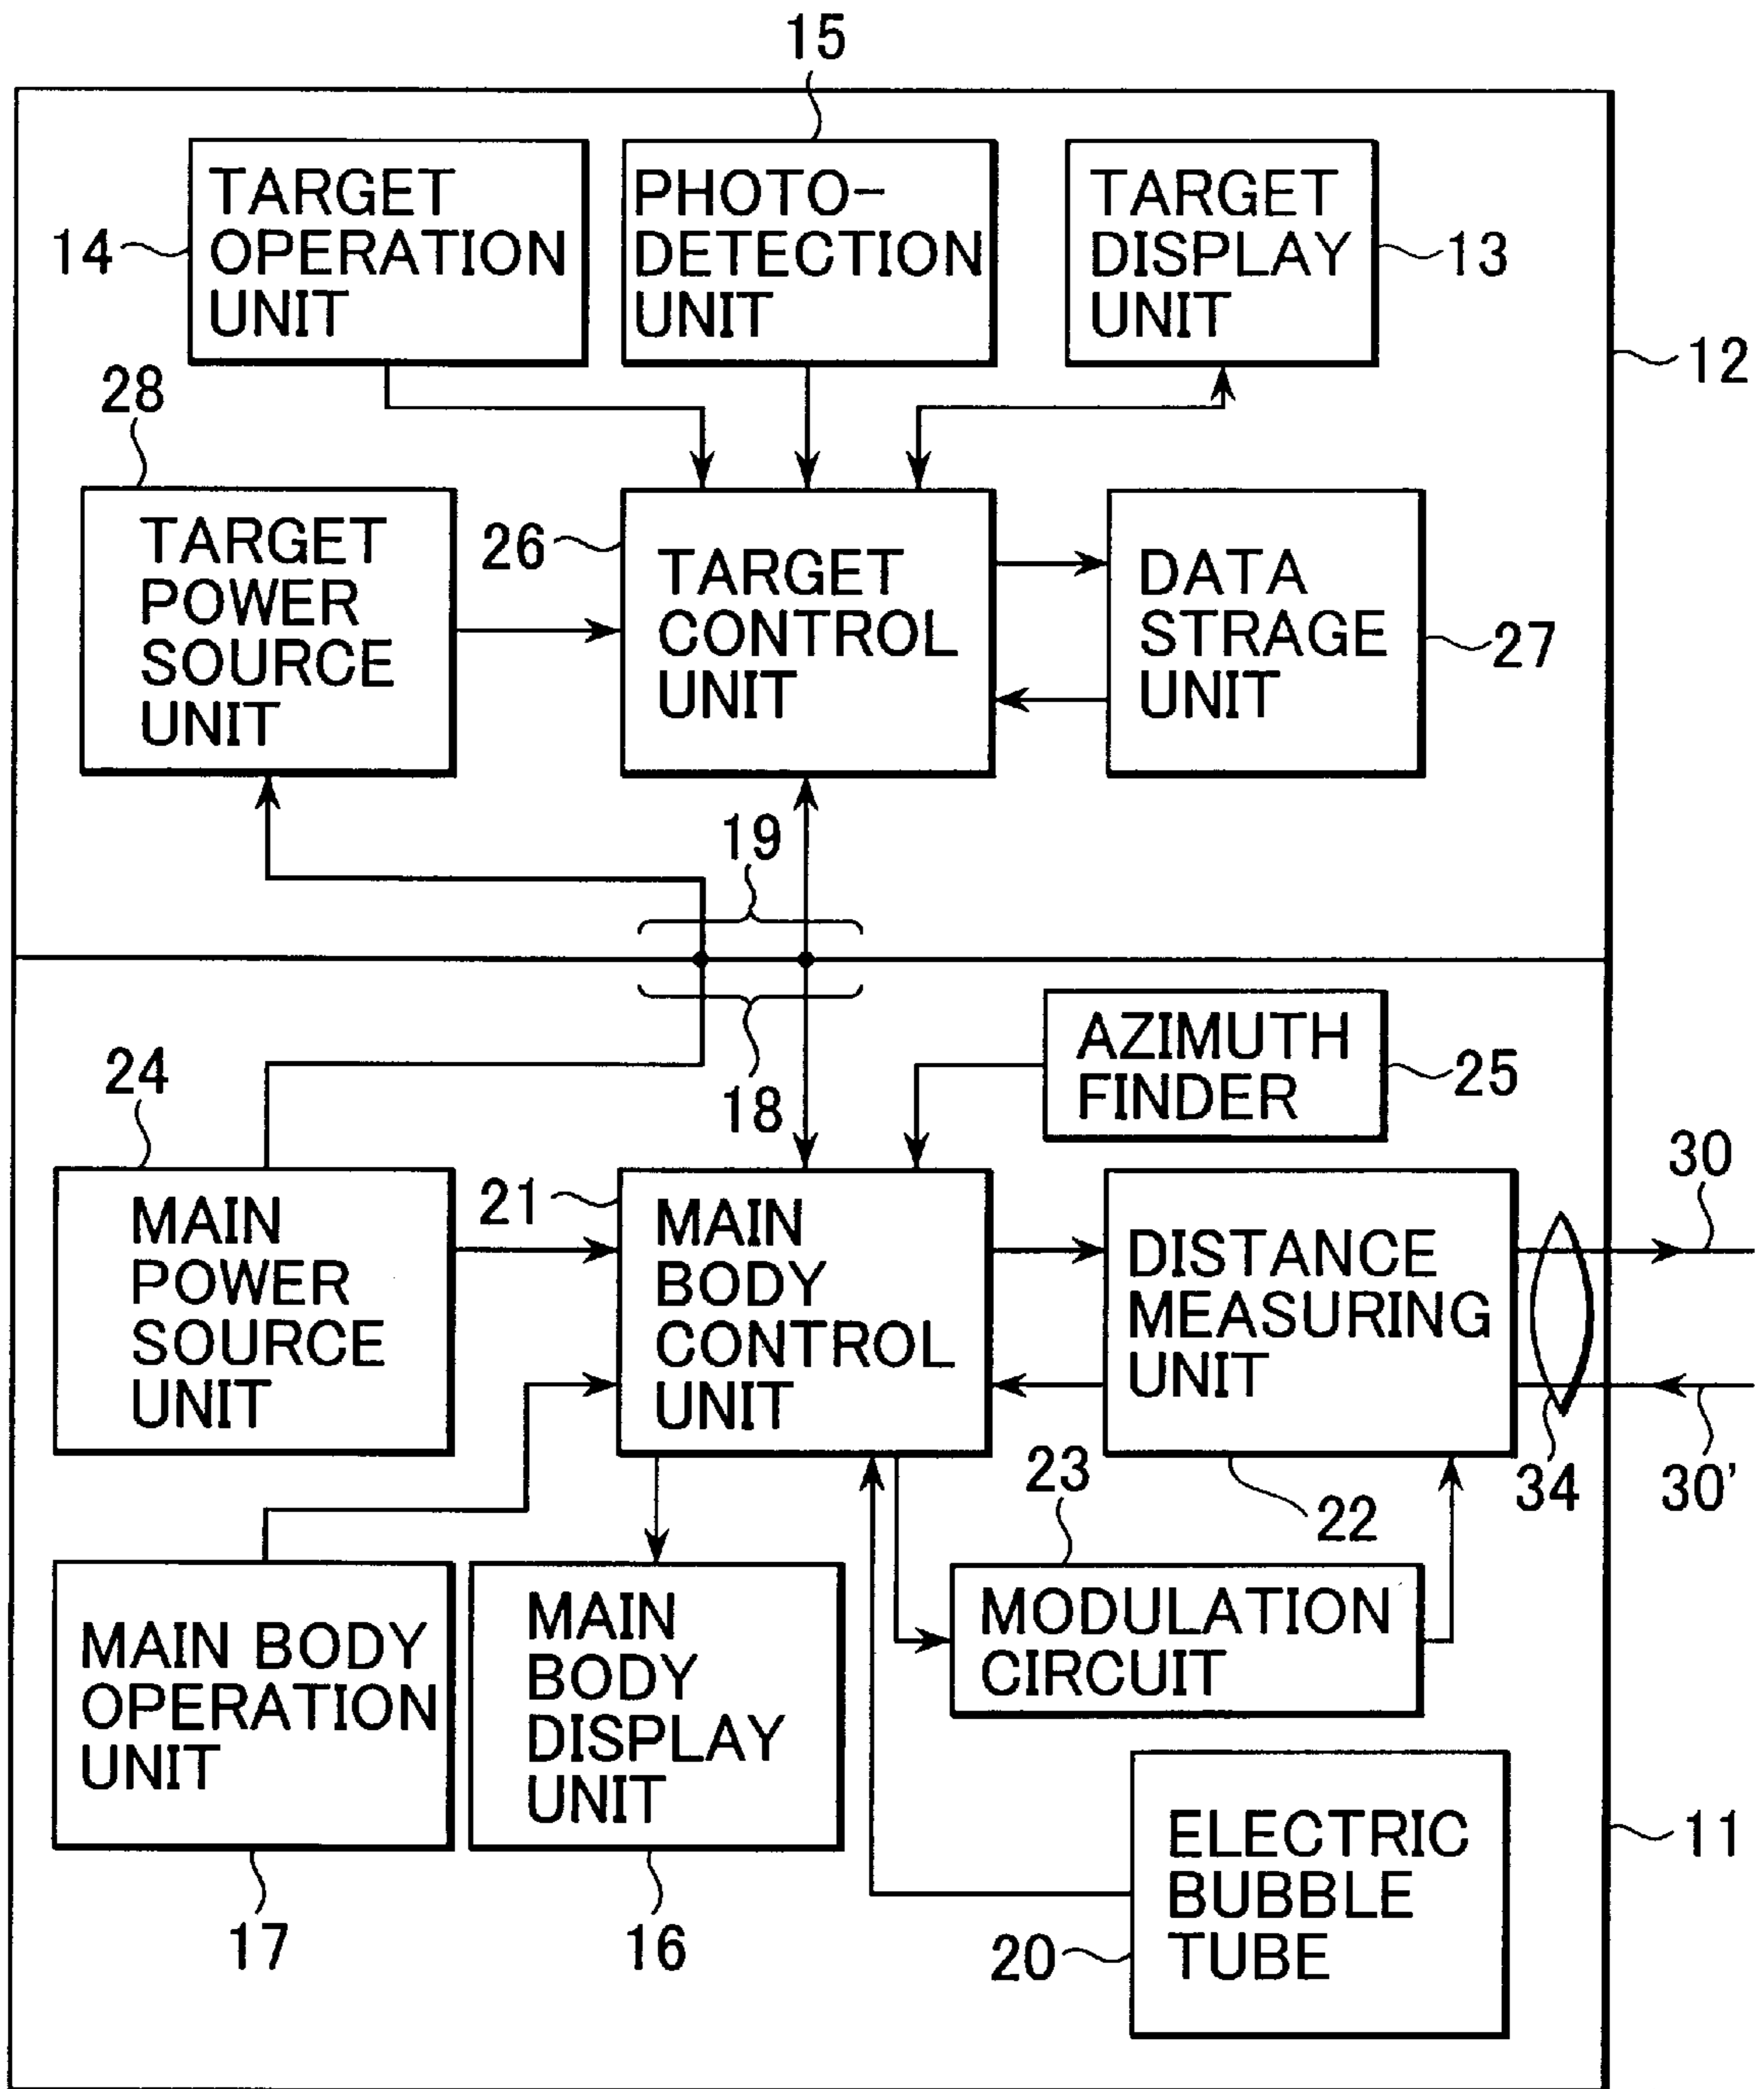 15
TARGET
OPERATION
UNIT
14
PHOTO-
DETECTION
UNIT
TARGET
DISPLAY
UNIT
13
12
28
TARGET
POWER
SOURCE
UNIT
26
TARGET
CONTROL
UNIT
DATA
STRAGE
UNIT
27
19
18
AZIMUTH
FINDER
25
24
MAIN
POWER
SOURCE
UNIT
21
MAIN
BODY
CONTROL
UNIT
DISTANCE
MEASURING
UNIT
30
34
30'
22
23
MODULATION
CIRCUIT
MAIN BODY
OPERATION
UNIT
17
MAIN
BODY
DISPLAY
UNIT
16
ELECTRIC
BUBBLE
TUBE
20
11